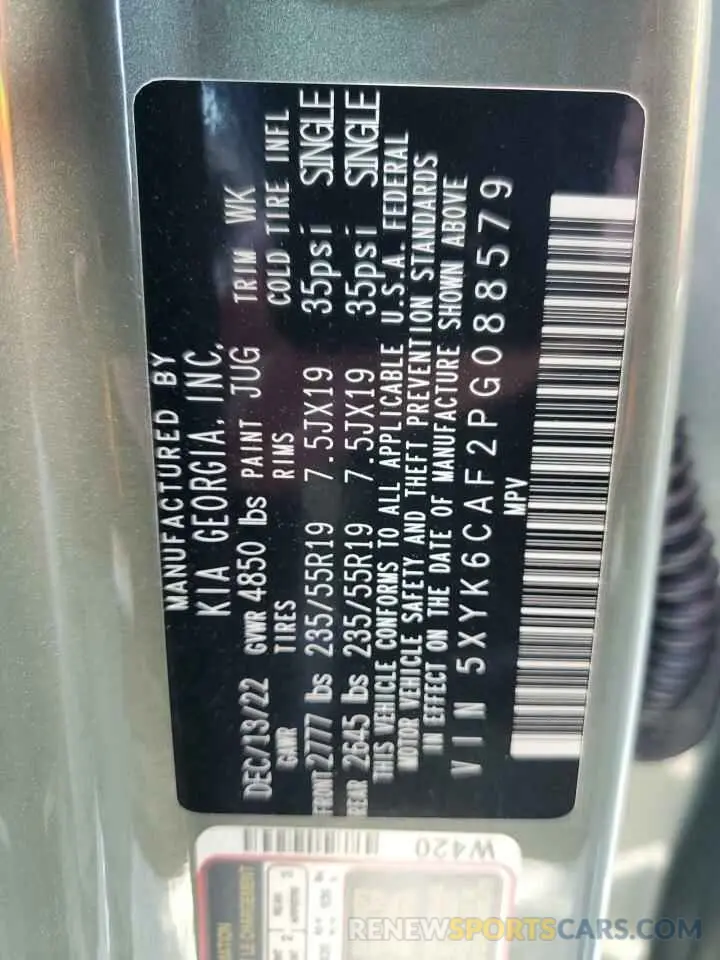 MANUFACTURED BY
KIA GEORGIA, INC.
DEC/13/22 GVWR 4850 lbs PAINT JUG TRIM WK
GAWR TIRES RIMS COLD TIRE INFL
FRONT 2777 lbs 235/55R19 7.5JX19 35psi SINGLE
REAR 2645 lbs 235/55R19 7.5JX19 35psi SINGLE
THIS VEHICLE CONFORMS TO ALL APPLICABLE U.S.A. FEDERAL
MOTOR VEHICLE SAFETY AND THEFT PREVENTION STANDARDS
IN EFFECT ON THE DATE OF MANUFACTURE SHOWN ABOVE
VIN 5XYK6CAF2PG088579
MPV
W420
LE CHARGEMENT
RENEWSPORTSCARS.COM